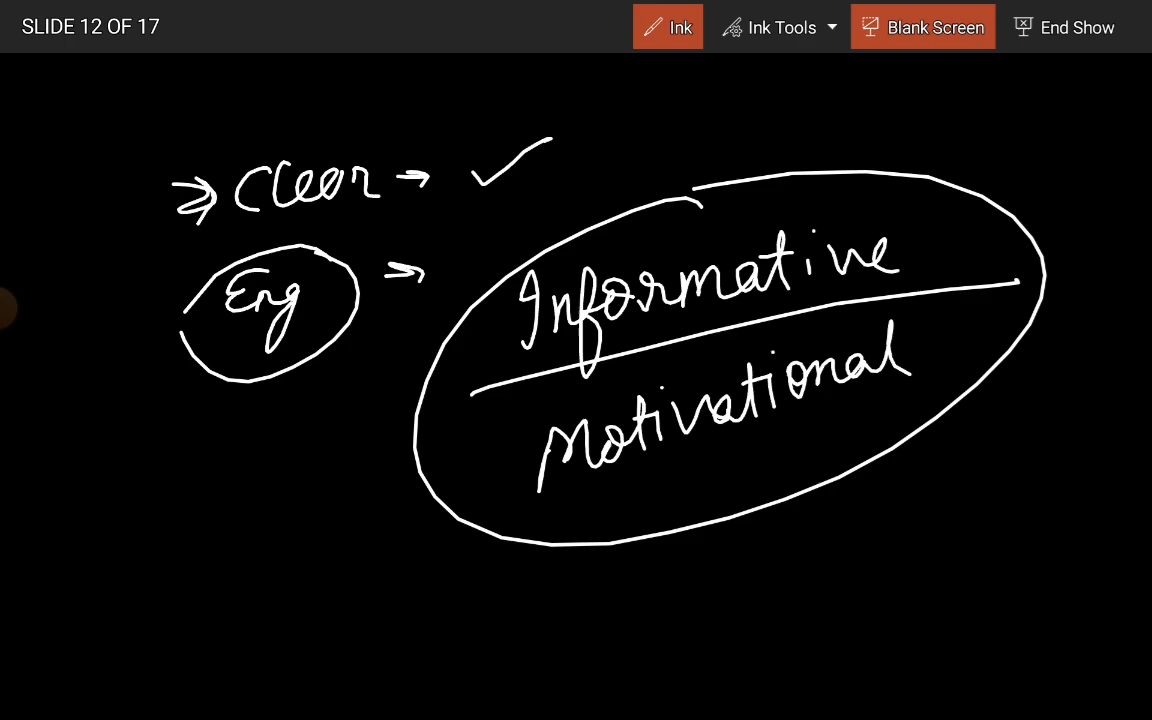 SLIDE 12 OF 17 Ink Ink Tools Blank Screen End Show
⇒ Clear → ✓
Eng ⇒ Informative
Motivational